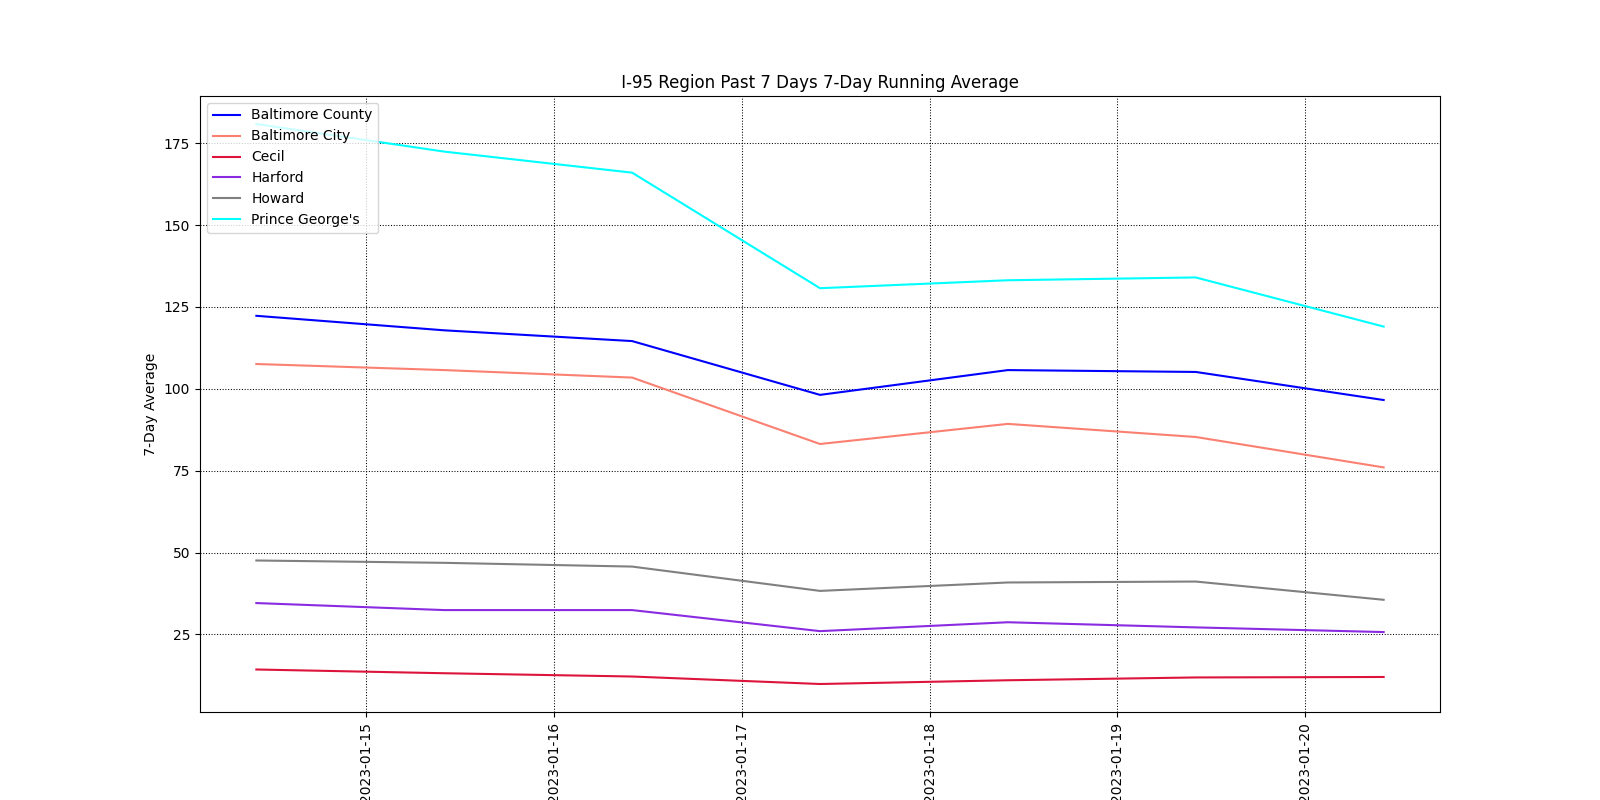 I-95 Region Past 7 Days 7-Day Running Average
Baltimore County
Baltimore City
Cecil
Harford
Howard
Prince George's
175
150
125
100
75
50
25
7-Day Average
2023-01-15
2023-01-16
2023-01-17
2023-01-18
2023-01-19
2023-01-20